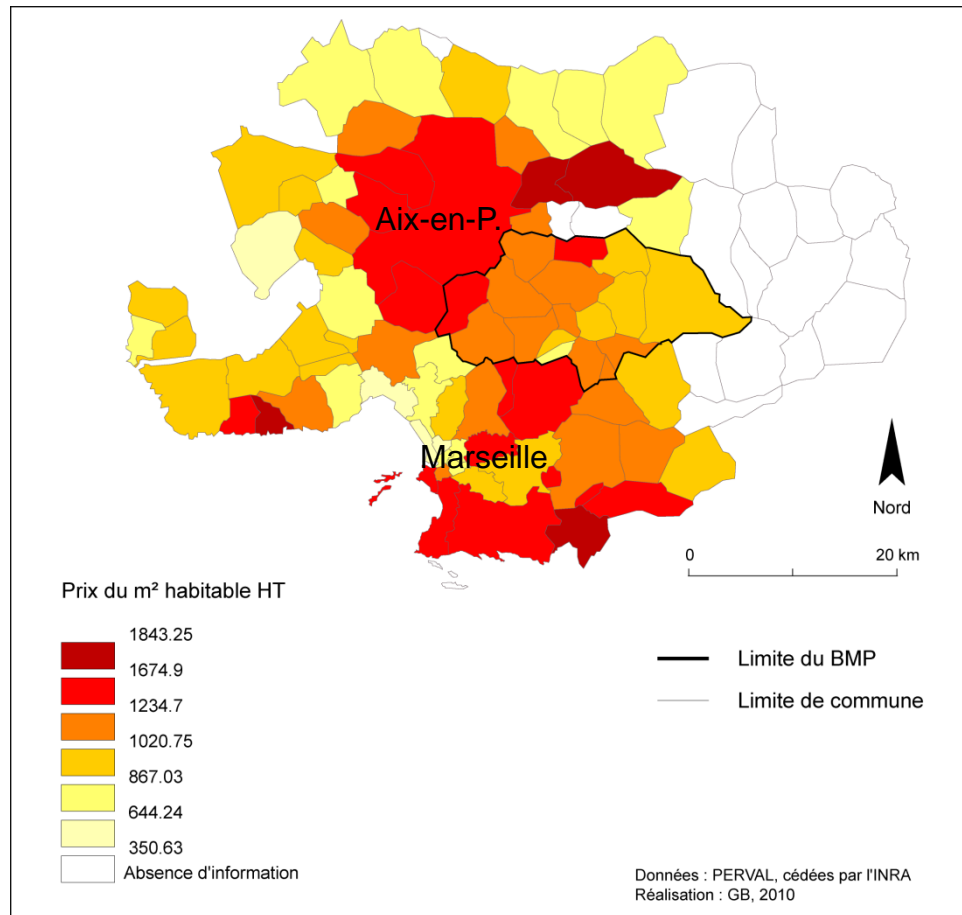 Aix-en-P.
Marseille
Nord
0 20 km
Prix du m² habitable HT
1843.25
1674.9
1234.7
1020.75
867.03
644.24
350.63
Absence d'information
Limite du BMP
Limite de commune
Données : PERVAL, cédées par l'INRA
Réalisation : GB, 2010